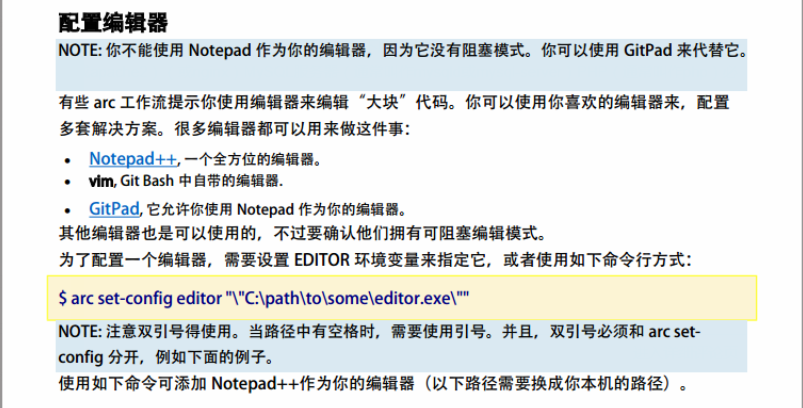 配置编辑器
NOTE: 你不能使用 Notepad 作为你的编辑器，因为它没有阻塞模式。你可以使用 GitPad 来代替它。
有些 arc 工作流提示你使用编辑器来编辑“大块”代码。你可以使用你喜欢的编辑器来，配置
多套解决方案。很多编辑器都可以用来做这件事：
• Notepad++, 一个全方位的编辑器。
• vim, Git Bash 中自带的编辑器.
• GitPad, 它允许你使用 Notepad 作为你的编辑器。
其他编辑器也是可以使用的，不过要确认他们拥有可阻塞编辑模式。
为了配置一个编辑器，需要设置 EDITOR 环境变量来指定它，或者使用如下命令行方式：
$ arc set-config editor "\"C:\path\to\some\editor.exe\""
NOTE: 注意双引号得使用。当路径中有空格时，需要使用引号。并且，双引号必须和 arc set-
config 分开，例如下面的例子。
使用如下命令可添加 Notepad++作为你的编辑器（以下路径需要换成你本机的路径）。